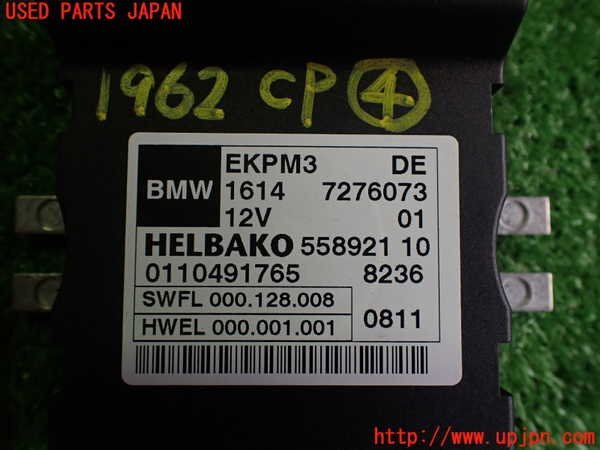 USED PARTS JAPAN
1962 CP ④
EKPM3 DE
BMW 1614 7276073
12V 01
HELBAKO 558921 10
0110491765 8236
SWFL 000.128.008
HWEL 000.001.001 0811
http://www.upjpn.com/